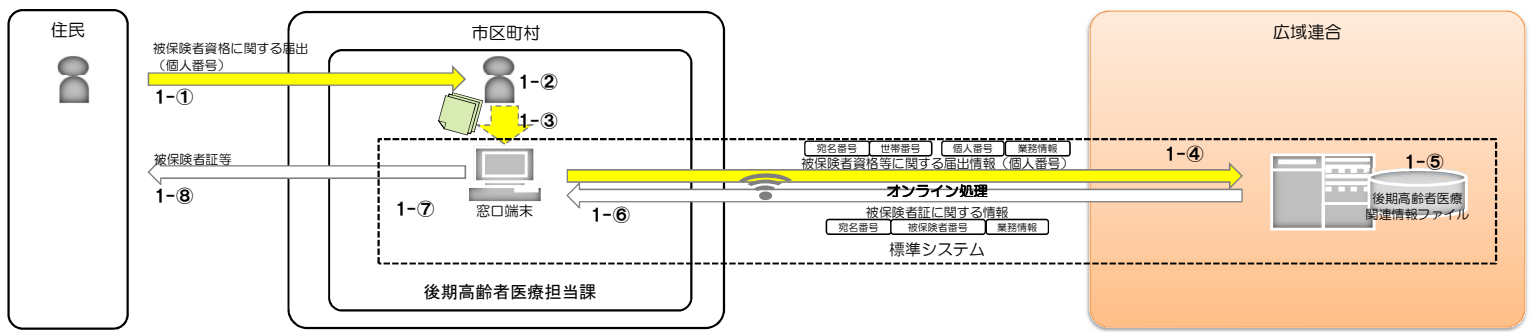 住民
市区町村
広域連合
被保険者資格に関する届出
（個人番号）
1-①
1-②
1-③
宛名番号 世帯番号 個人番号 業務情報
被保険者資格等に関する届出情報（個人番号）
1-④
1-⑤
被保険者証等
1-⑧
窓口端末
1-⑦
オンライン処理
1-⑥
被保険者証に関する情報
宛名番号 被保険者番号 業務情報
標準システム
後期高齢者医療
関連情報ファイル
後期高齢者医療担当課